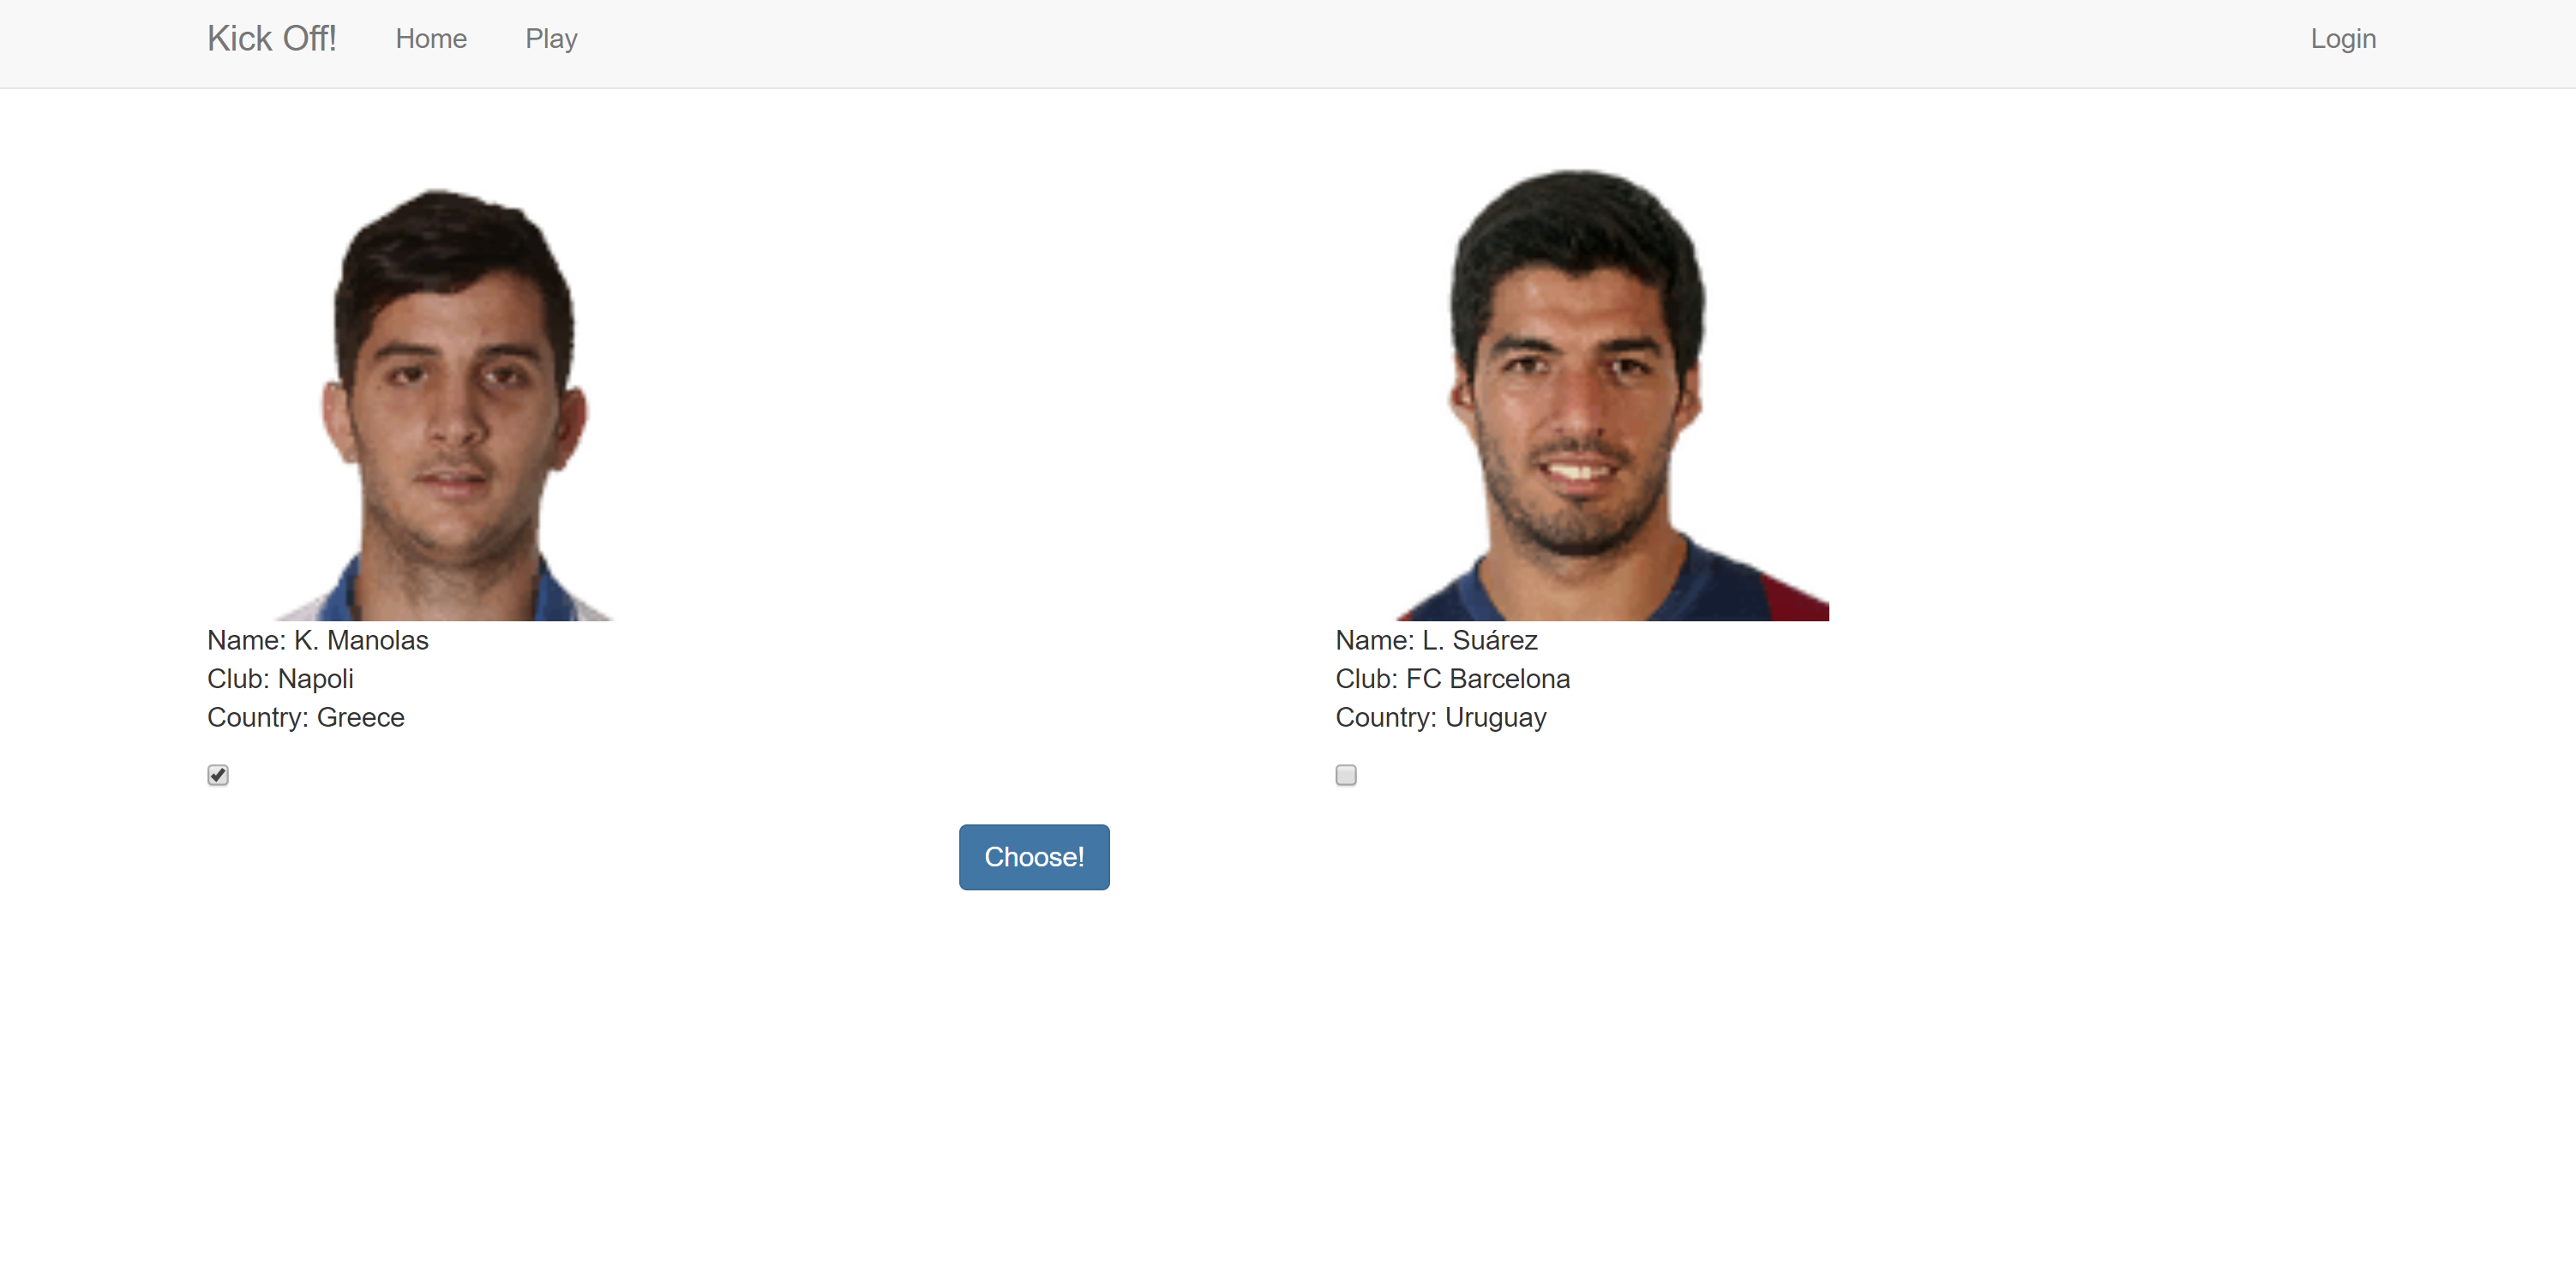 Kick Off! Home Play Login
Name: K. Manolas
Club: Napoli
Country: Greece
Name: L. Suárez
Club: FC Barcelona
Country: Uruguay
Choose!